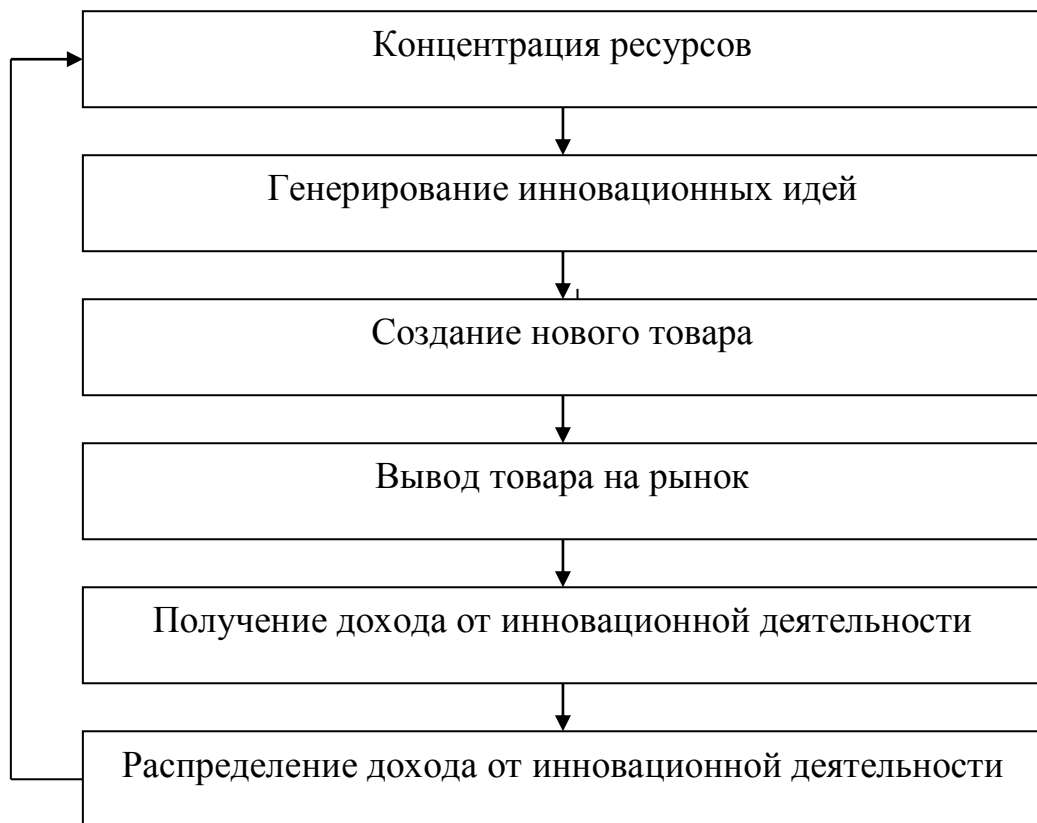 Концентрация ресурсов
Генерирование инновационных идей
Создание нового товара
Вывод товара на рынок
Получение дохода от инновационной деятельности
Распределение дохода от инновационной деятельности